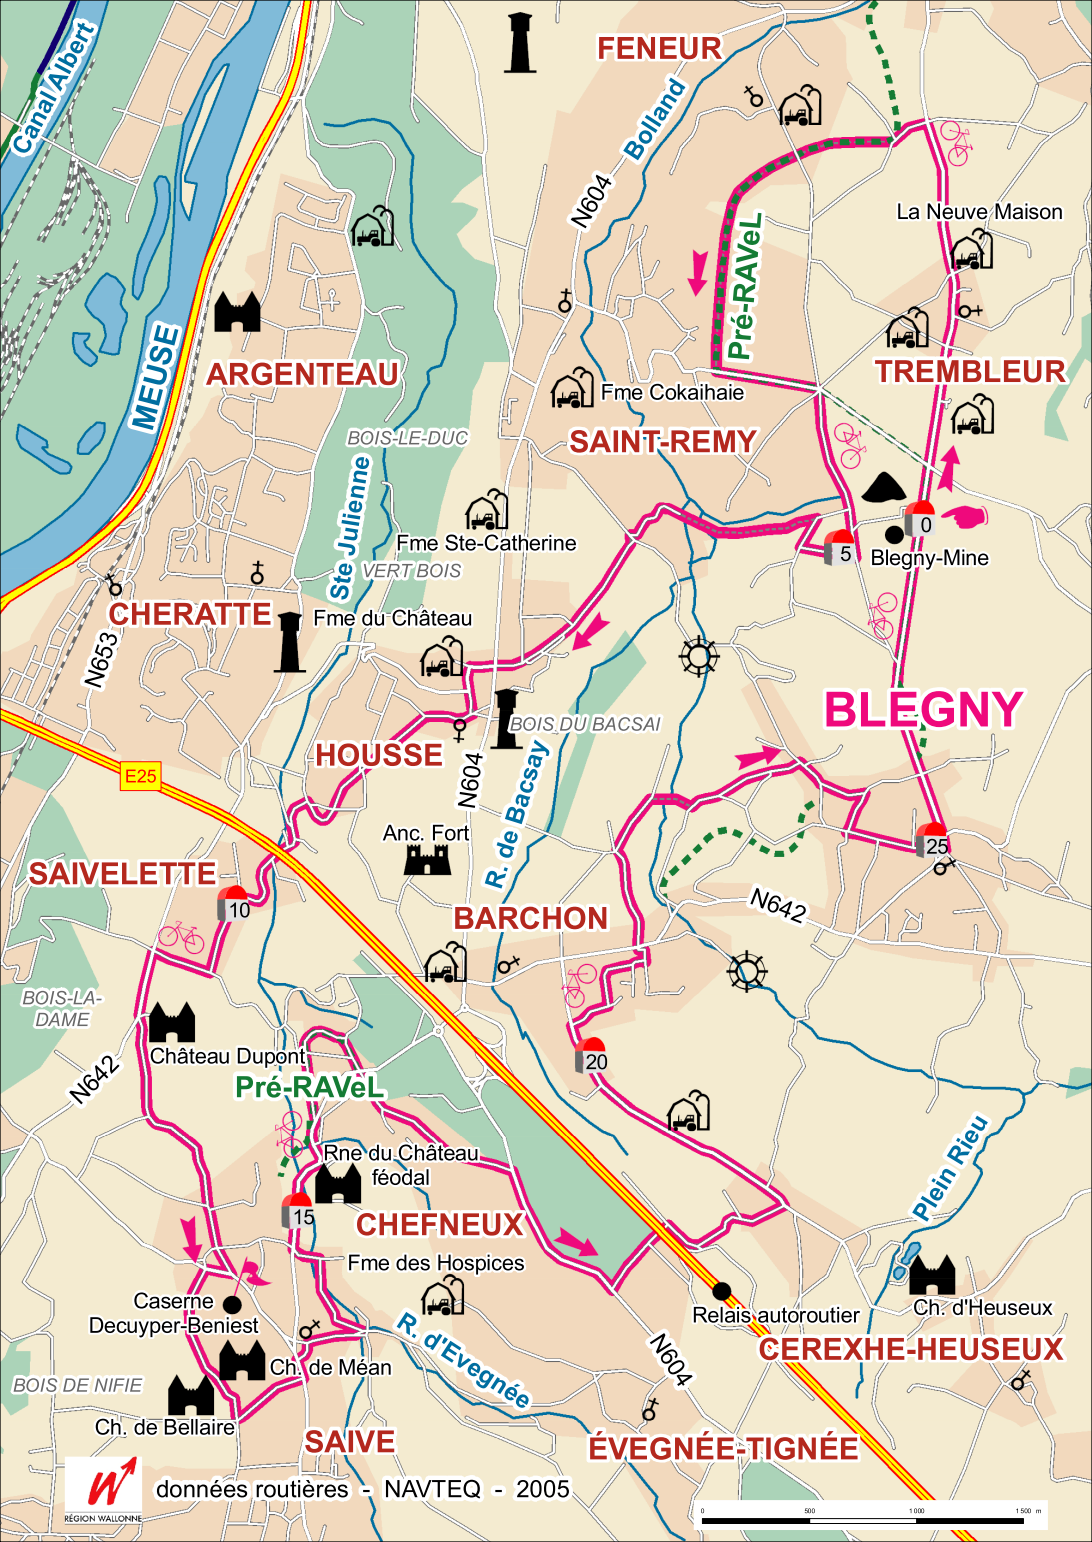 FENEUR
Canal Albert
Bolland
N604
La Neuve Maison
Pré-RAVeL
MEUSE
ARGENTEAU
TREMBLEUR
Fme Cokaihaie
BOIS-LE-DUC
SAINT-REMY
Ste Julienne
Fme Ste-Catherine
0
5
Blegny-Mine
VERT BOIS
CHERATTE
Fme du Château
N653
BLEGNY
BOIS DU BACSAI
HOUSSE
E25
N604
R. de Bacsay
Anc. Fort
25
SAIVELETTE
10
BARCHON
N642
BOIS-LA-
DAME
Château Dupont
20
N642
Pré-RAVeL
Rne du Château
féodal
Plein Rieu
15
CHEFNEUX
Fme des Hospices
Caserne
Decuyper-Beniest
Relais autoroutier
Ch. d'Heuseux
R. d'Evegnée
CEREXHE-HEUSEUX
N604
Ch. de Méan
BOIS DE NIFIE
Ch. de Bellaire
SAIVE
ÉVEGNÉE-TIGNÉE
données routières - NAVTEQ - 2005
RÉGION WALLONNE
0 500 1 000 1 500 m